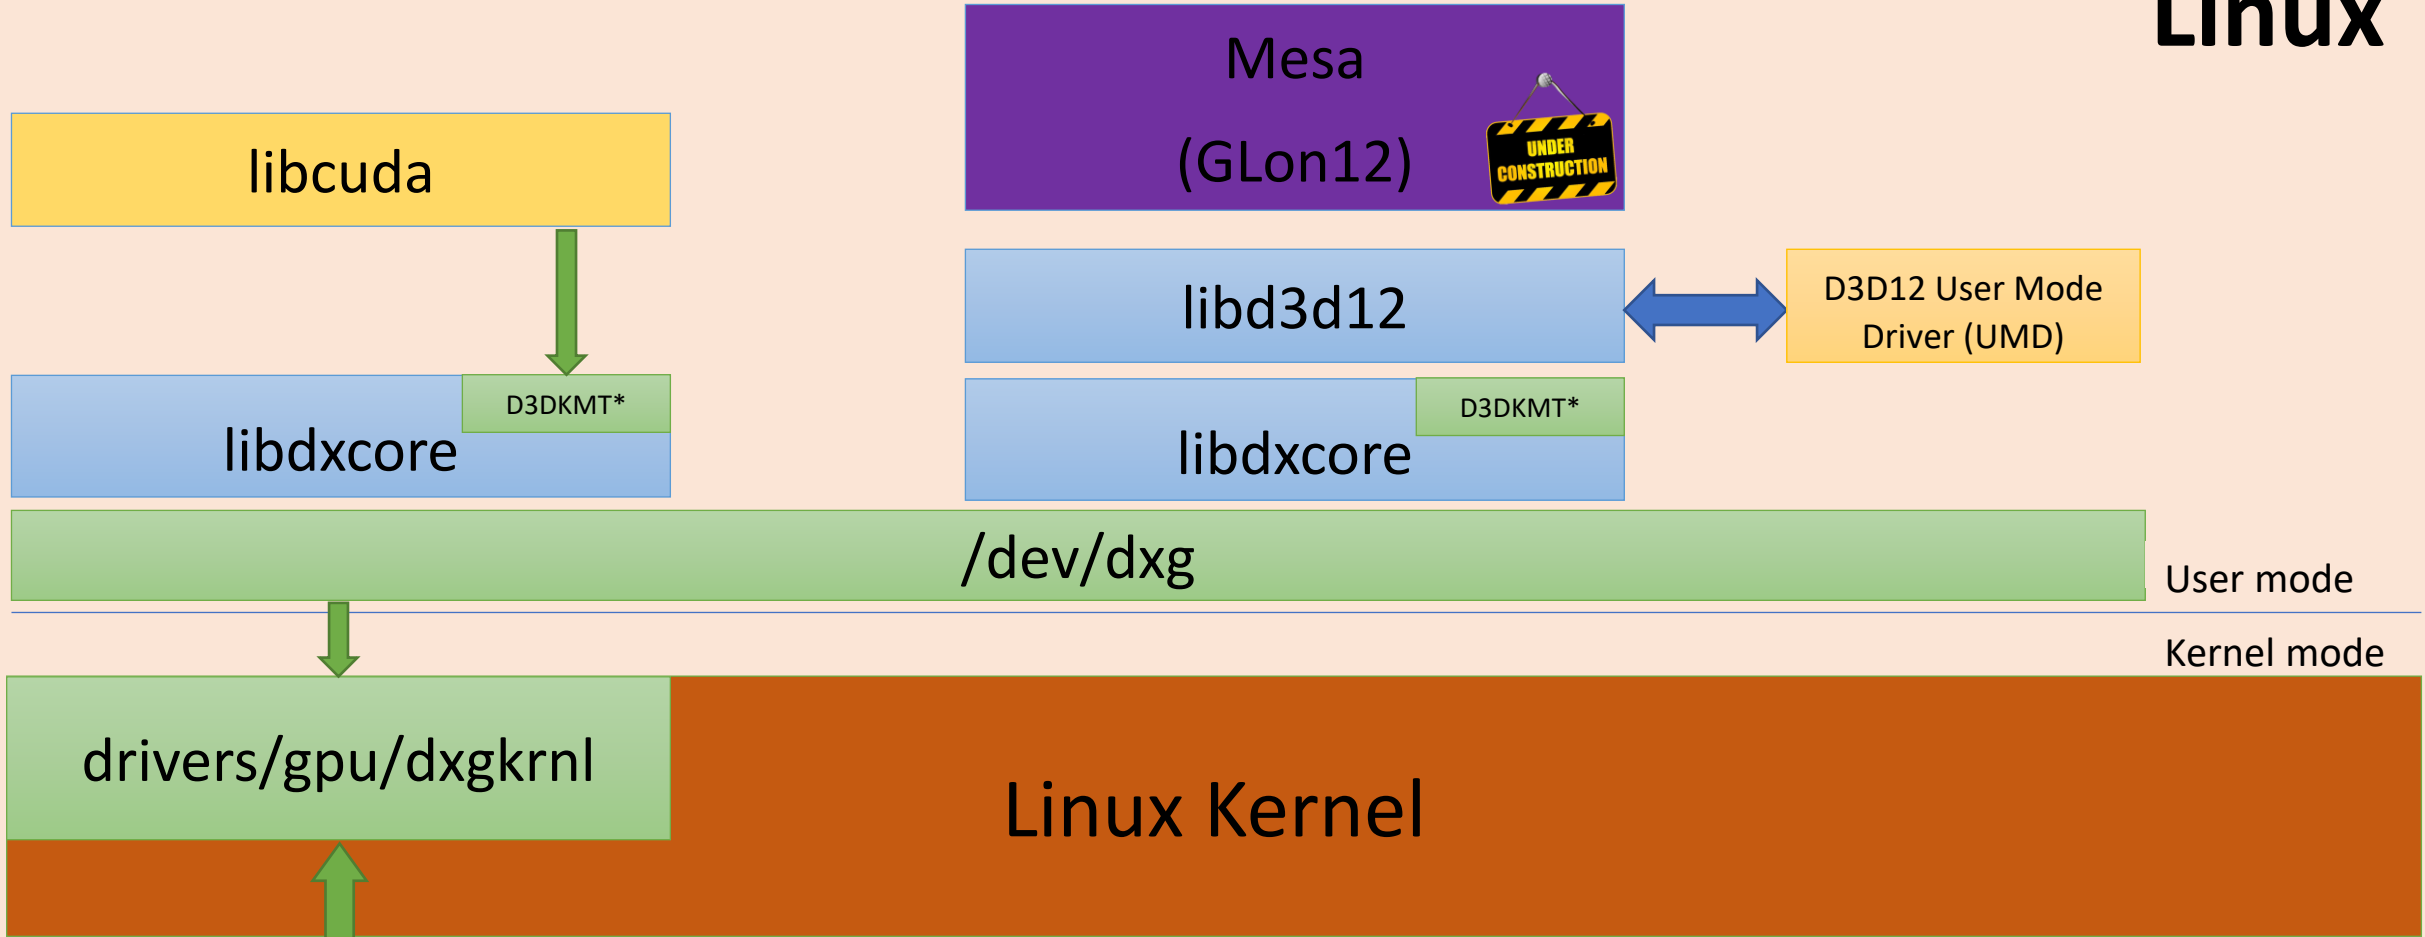 Linux
Mesa
(GLon12)
UNDER
CONSTRUCTION
libcuda
libd3d12
D3D12 User Mode
Driver (UMD)
D3DKMT*
libdxcore
D3DKMT*
libdxcore
/dev/dxg
User mode
Kernel mode
drivers/gpu/dxgkrnl
Linux Kernel